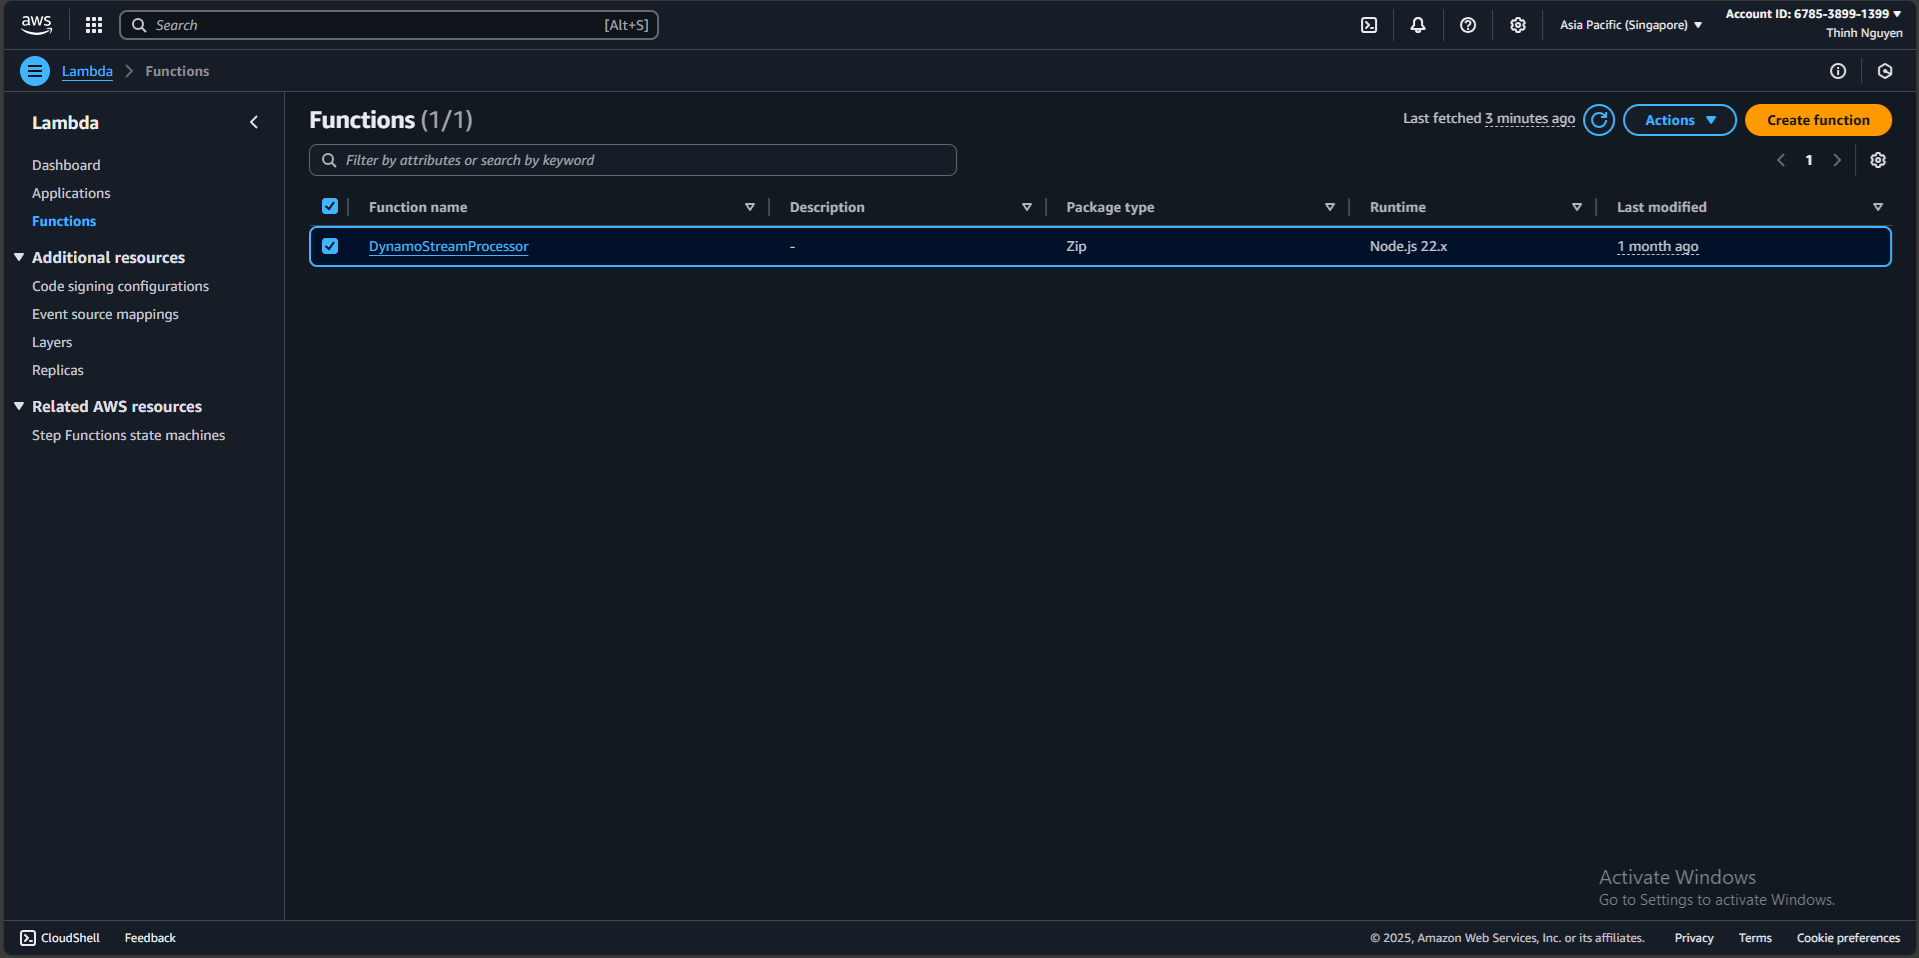 aws
Search [Alt+S]
Asia Pacific (Singapore)
Account ID: 6785-3899-1399
Thinh Nguyen
Lambda
Functions
Lambda
Dashboard
Applications
Functions
Additional resources
Code signing configurations
Event source mappings
Layers
Replicas
Related AWS resources
Step Functions state machines
Functions (1/1)
Last fetched 3 minutes ago
Actions
Create function
Filter by attributes or search by keyword
1
Function name Description Package type Runtime Last modified
DynamoStreamProcessor - Zip Node.js 22.x 1 month ago
Activate Windows
Go to Settings to activate Windows.
CloudShell Feedback © 2025, Amazon Web Services, Inc. or its affiliates. Privacy Terms Cookie preferences